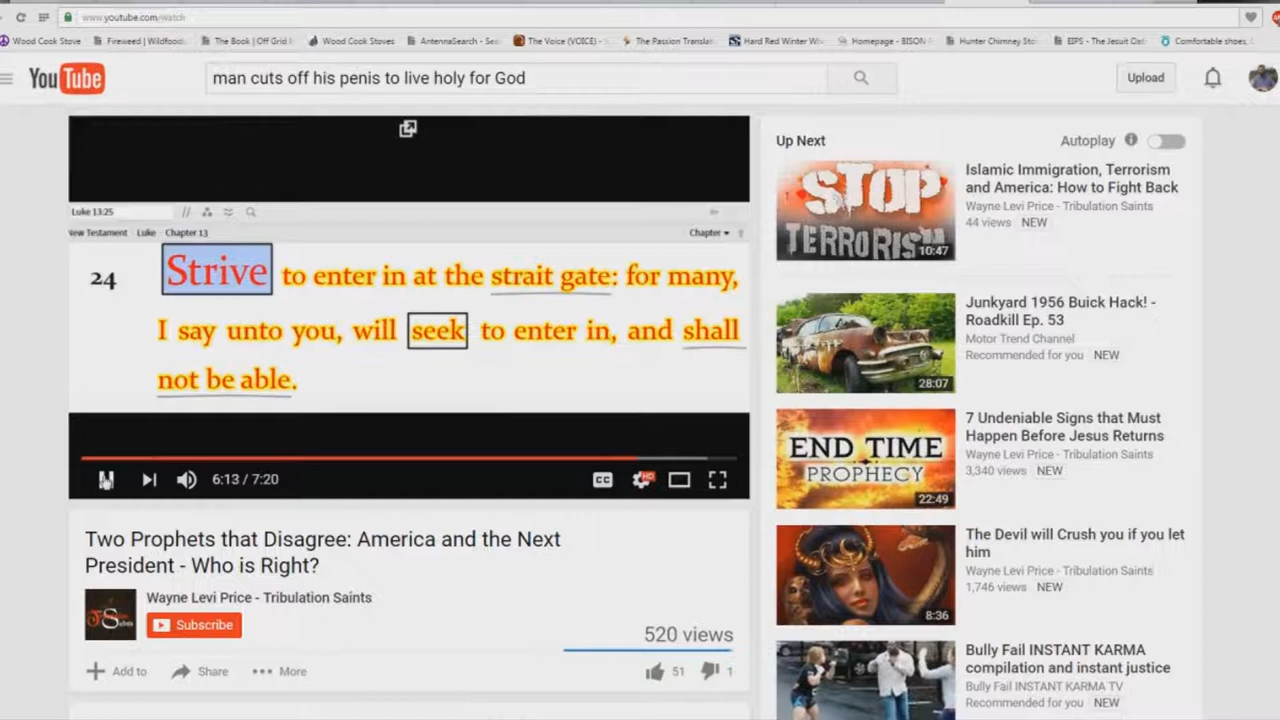 www.youtube.com/watch
Wood Cook Stove
Fireweed | Wildfoods
The Book | Off Grid
Wood Cook Stoves
AntennaSearch - Sea
The Voice (VOICE) -
The Passion Translat
Hard Red Winter Wh
Homepage - BISON
Hunter Chimney Sto
EIPS - The Jesuit Oat
Comfortable shoes,
YouTube
man cuts off his penis to live holy for God
Upload
Luke 13:25
New Testament Luke Chapter 13
Chapter
24 Strive to enter in at the strait gate: for many,
I say unto you, will seek to enter in, and shall
not be able.
6:13 / 7:20
CC
HD
Two Prophets that Disagree: America and the Next
President - Who is Right?
Wayne Levi Price - Tribulation Saints
Subscribe
520 views
Add to
Share
More
51
1
Up Next
Autoplay
STOP
TERRORISM
10:47
Islamic Immigration, Terrorism
and America: How to Fight Back
Wayne Levi Price - Tribulation Saints
44 views NEW
28:07
Junkyard 1956 Buick Hack! -
Roadkill Ep. 53
Motor Trend Channel
Recommended for you NEW
END TIME
PROPHECY
22:49
7 Undeniable Signs that Must
Happen Before Jesus Returns
Wayne Levi Price - Tribulation Saints
3,340 views NEW
8:36
The Devil will Crush you if you let
him
Wayne Levi Price - Tribulation Saints
1,746 views NEW
Bully Fail INSTANT KARMA
compilation and instant justice
Bully Fail INSTANT KARMA TV
Recommended for you NEW